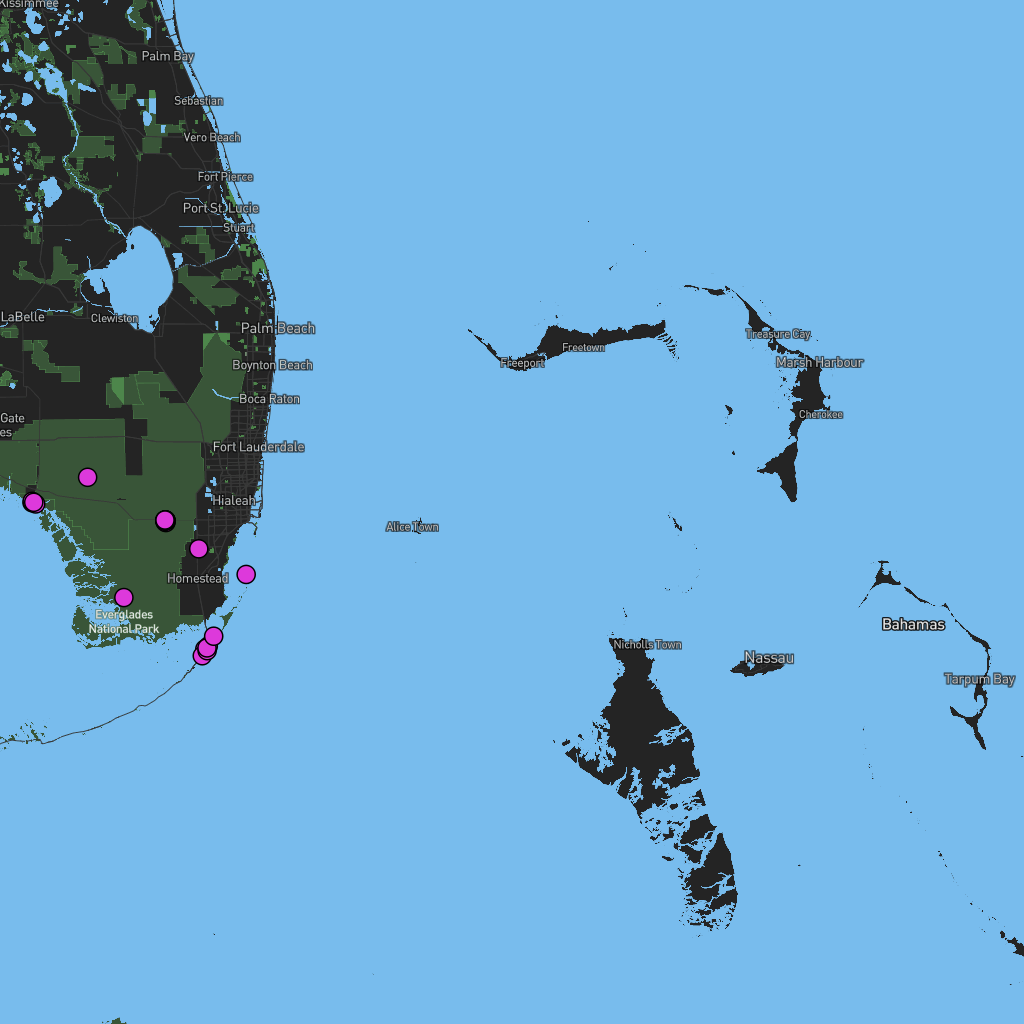 Kissimmee
Palm Bay
Sebastian
Vero Beach
Fort Pierce
Port St. Lucie
Stuart
LaBelle
Clewiston
Palm Beach
Treasure Cay
Freetown
Freeport
Marsh Harbour
Boynton Beach
Boca Raton
Cherokee
Gate
es
Fort Lauderdale
Hialeah
Alice Town
Homestead
Everglades
National Park
Bahamas
Nicholls Town
Nassau
Tarpum Bay